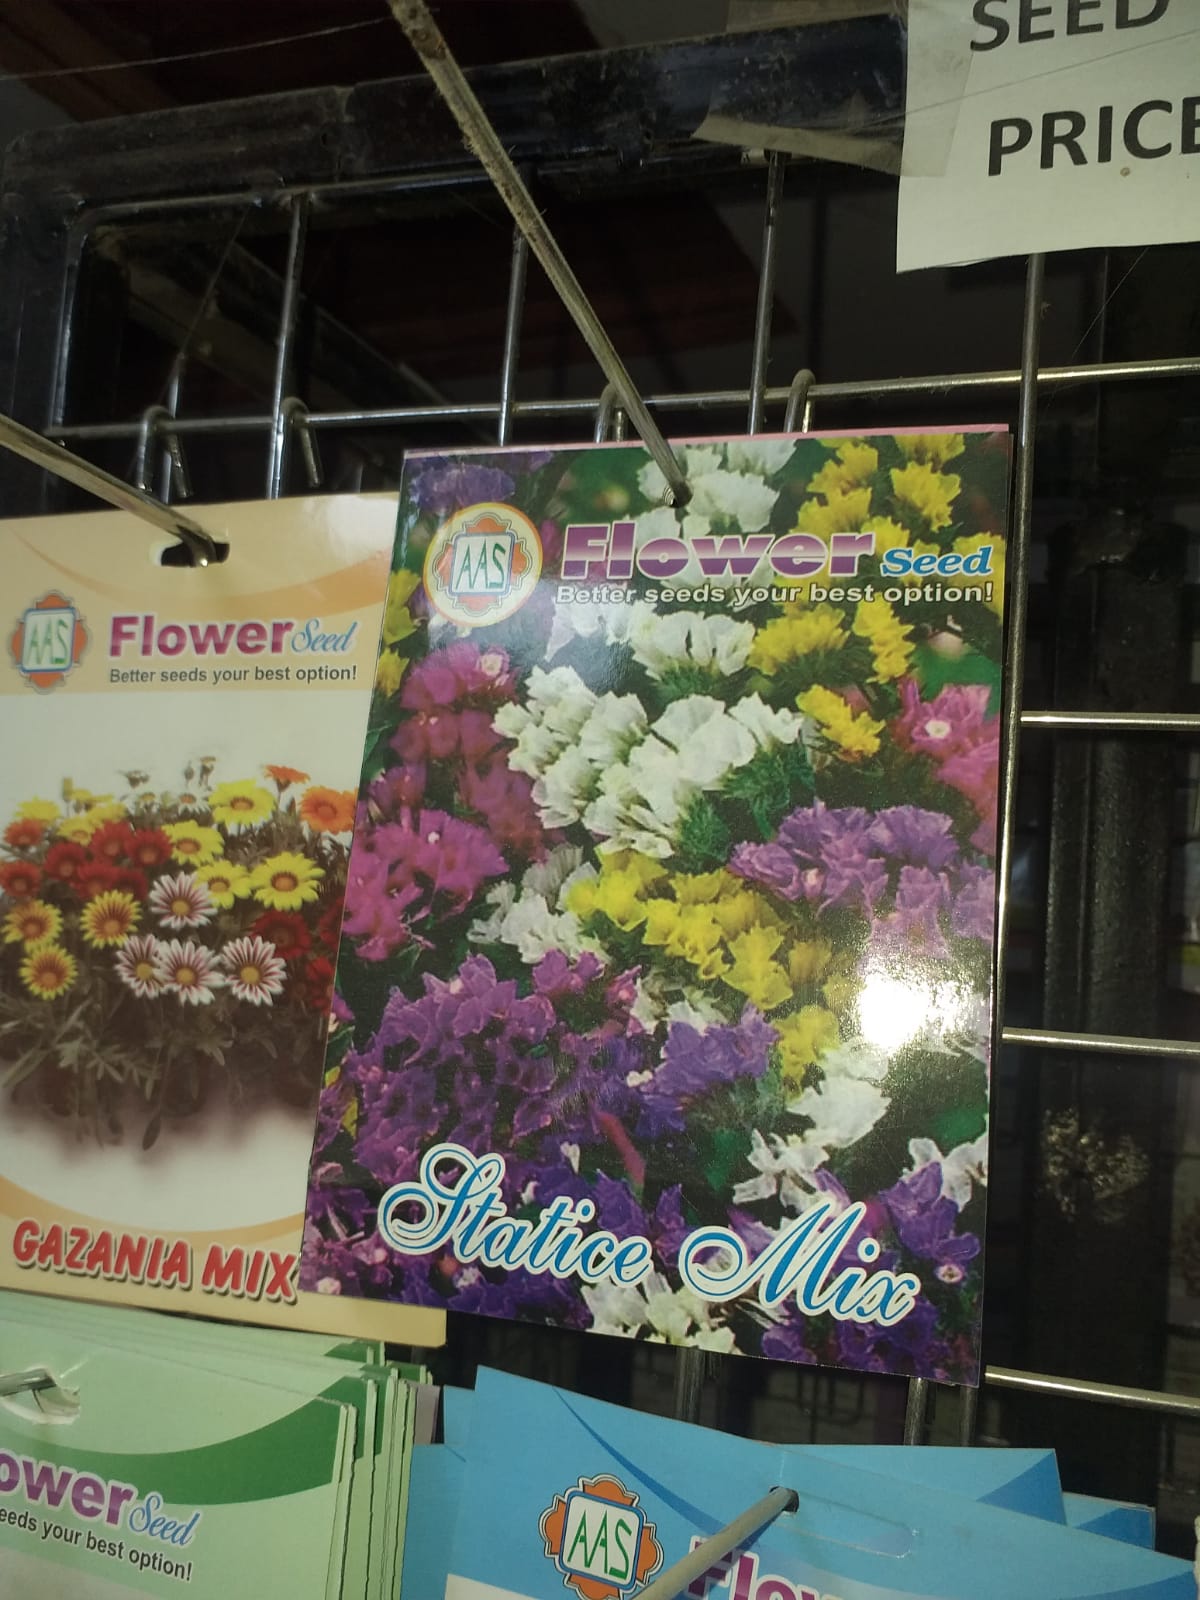 SEED
PRICE
AAS
Flower Seed
Better seeds your best option!
Statice Mix
AAS
Flower Seed
Better seeds your best option!
GAZANIA MIX
ower Seed
eeds your best option!
AAS
Flow